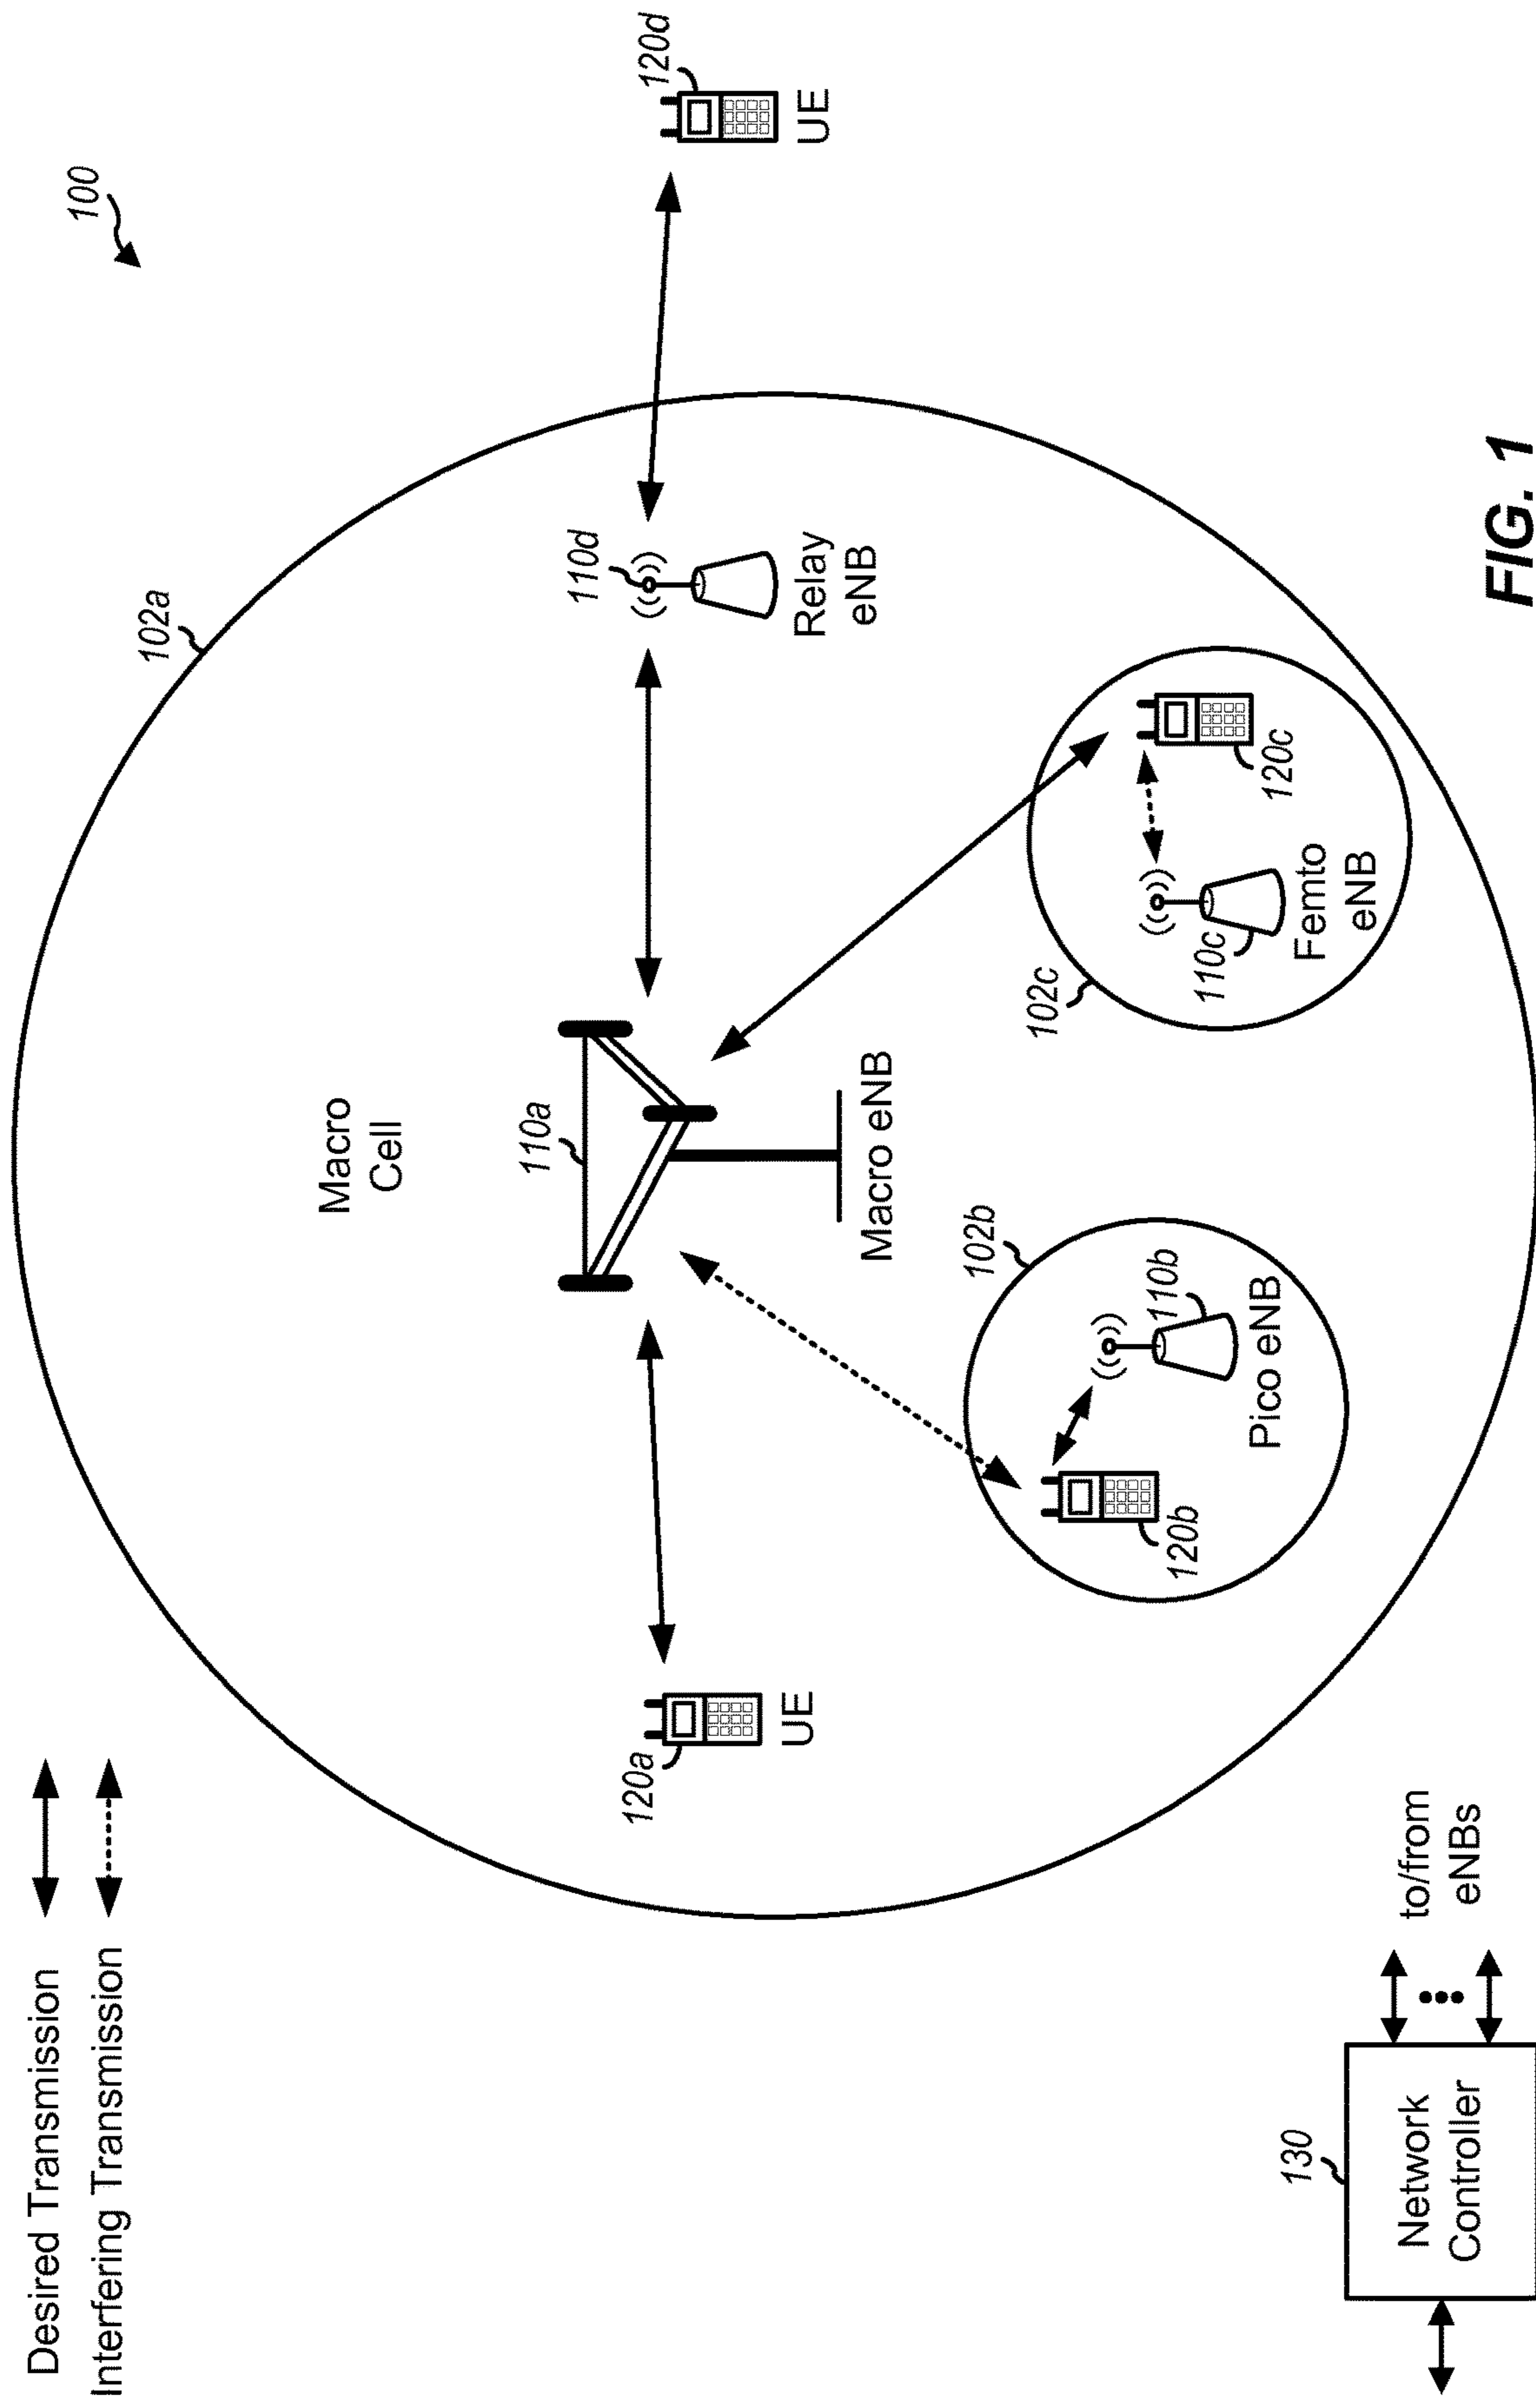 Desired Transmission
Interfering Transmission
100
102a
Macro
Cell
110a
Macro eNB
110d
Relay
eNB
120d
UE
120a
UE
102b
110b
Pico eNB
120b
102c
110c
Femto
eNB
120c
130
Network
Controller
to/from
eNBs
FIG. 1